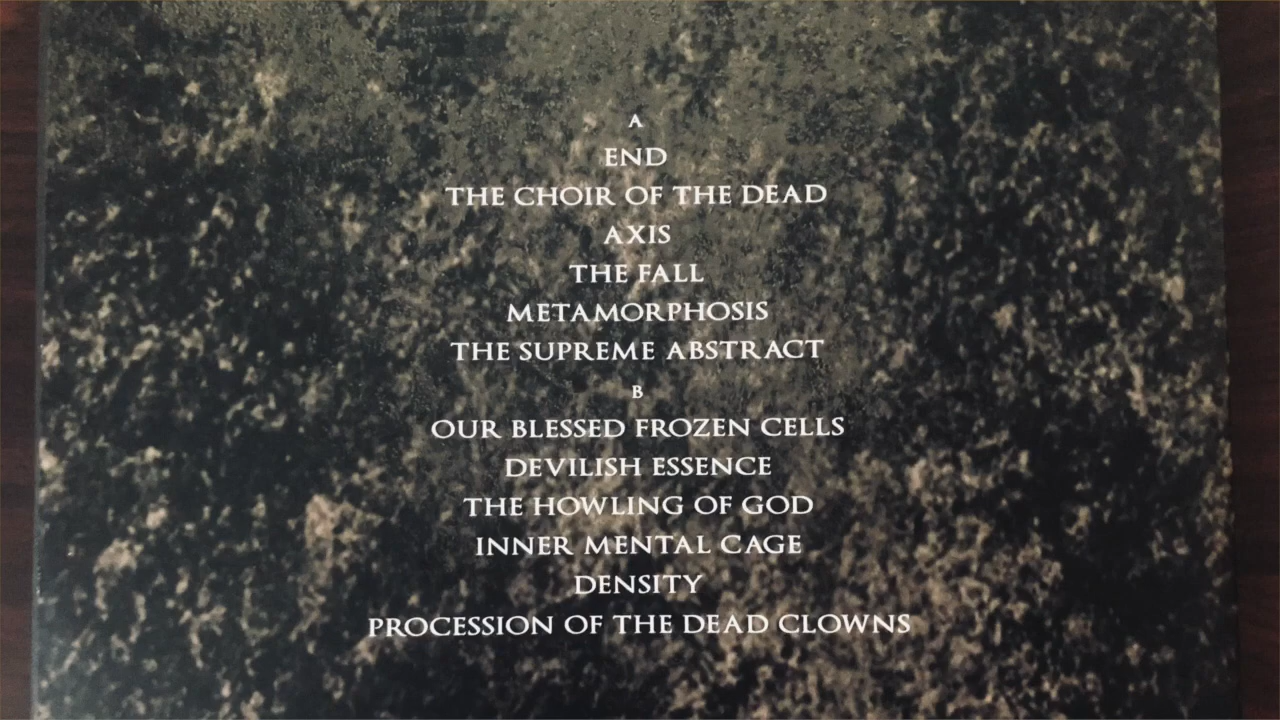 A
END
THE CHOIR OF THE DEAD
AXIS
THE FALL
METAMORPHOSIS
THE SUPREME ABSTRACT
B
OUR BLESSED FROZEN CELLS
DEVILISH ESSENCE
THE HOWLING OF GOD
INNER MENTAL CAGE
DENSITY
PROCESSION OF THE DEAD CLOWNS